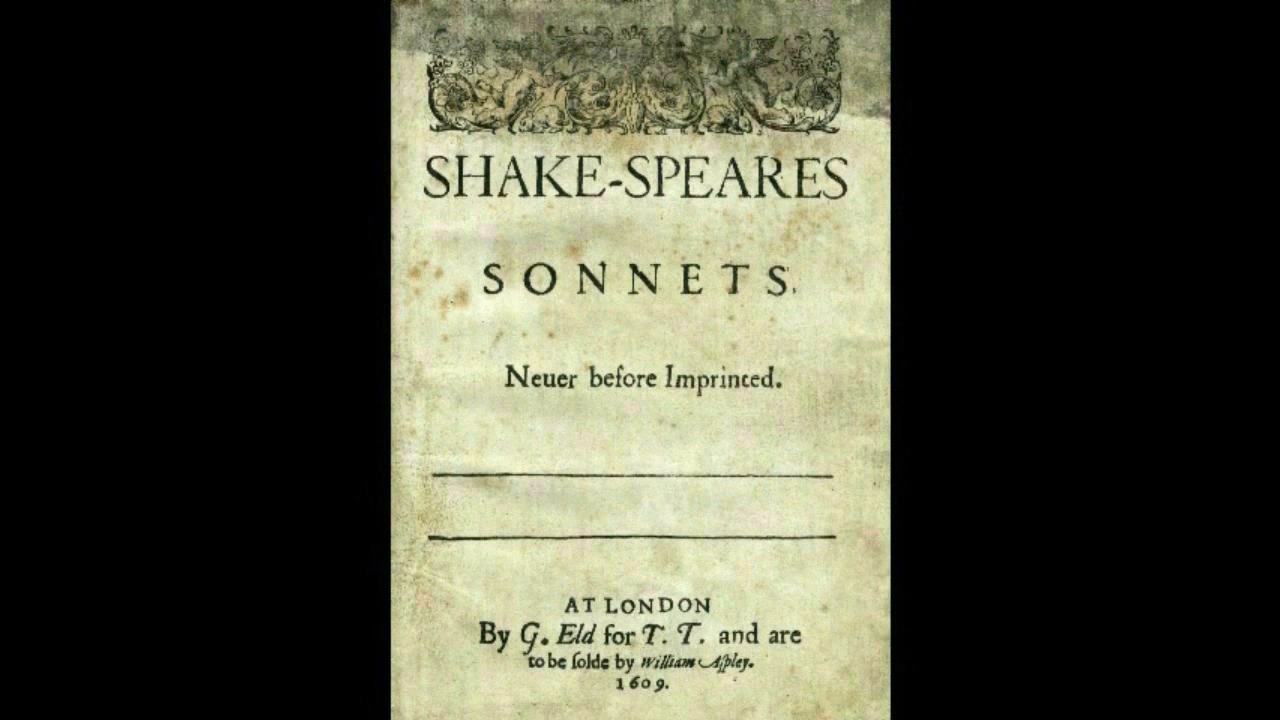 SHAKE-SPEARES
SONNETS.
Neuer before Imprinted.
AT LONDON
By G. Eld for T. T. and are
to be ſolde by William Aſpley.
1609.